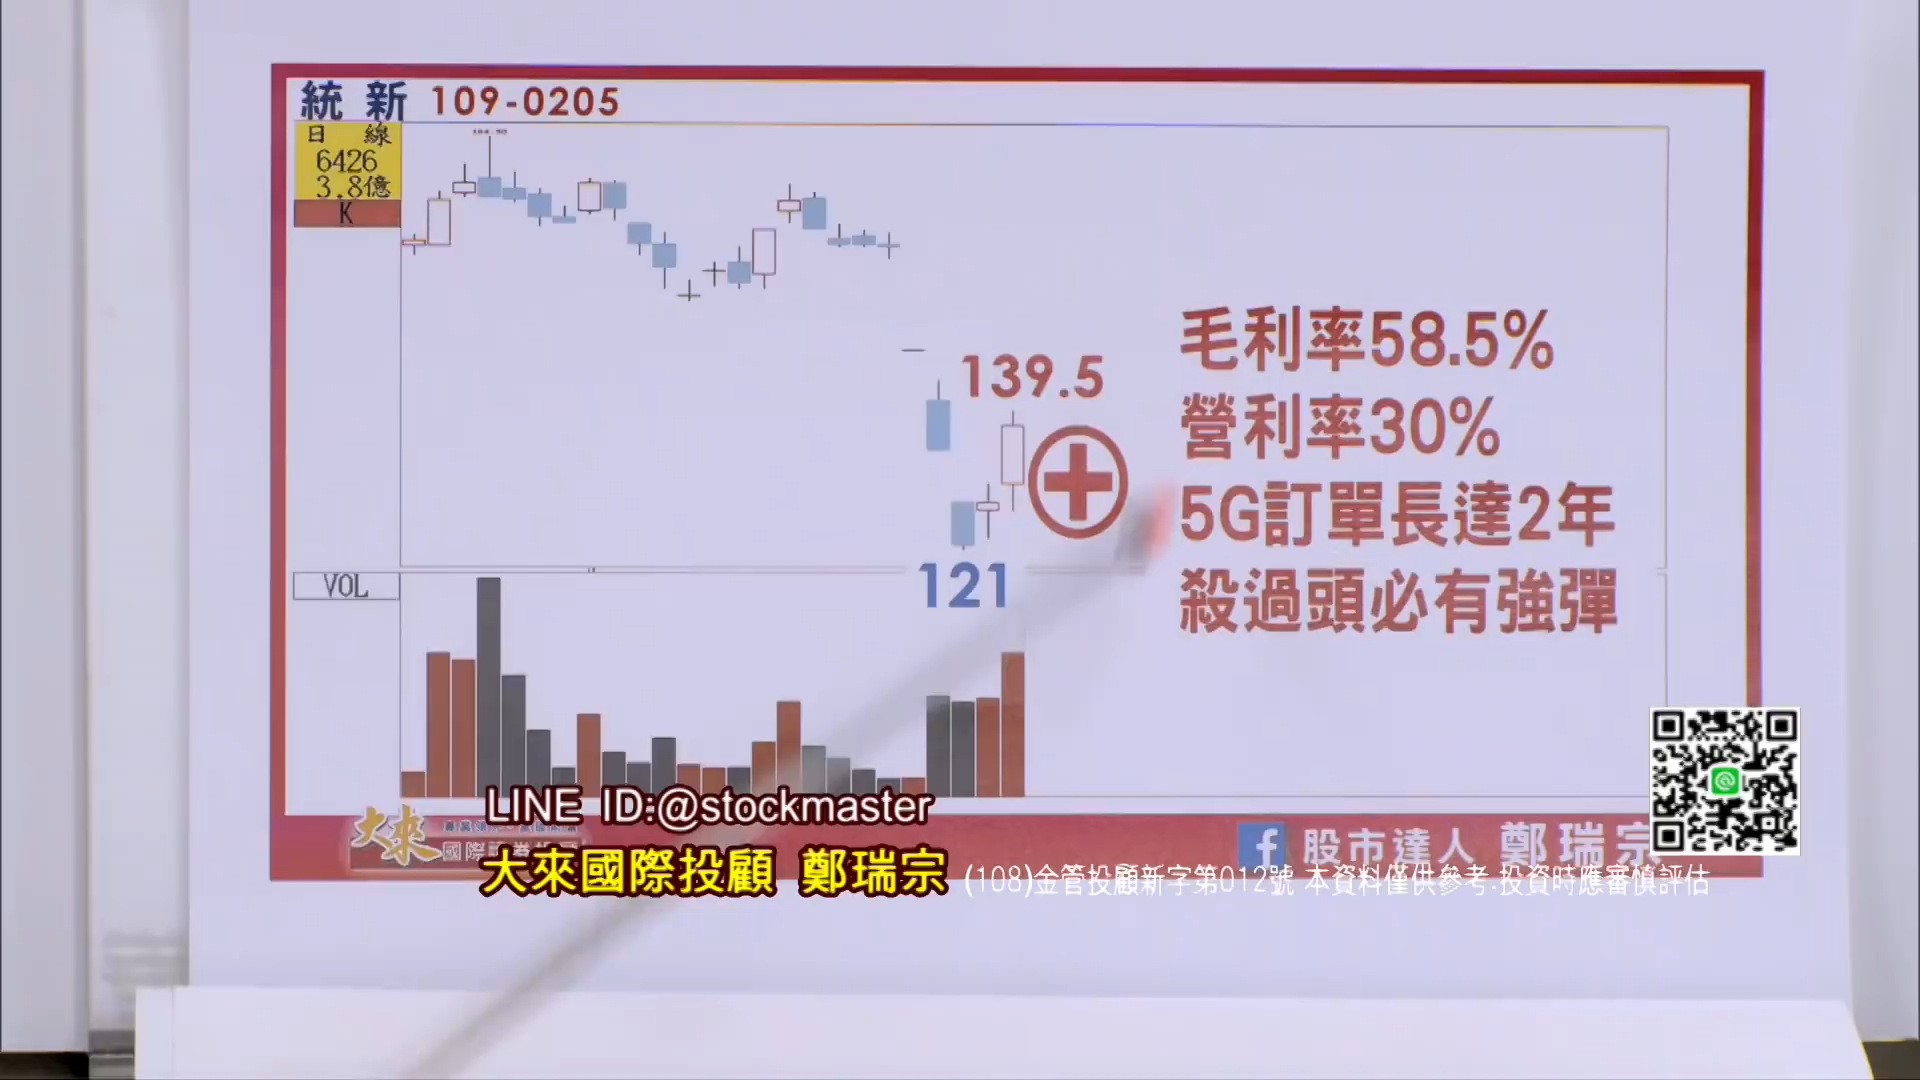 統新 109-0205
日線
6426
3.8億
K
139.5
毛利率58.5%
營利率30%
5G訂單長達2年
殺過頭必有強彈
121
VOL
LINE ID:@stockmaster
大來
股市達人 鄭瑞宗
大來國際投顧 鄭瑞宗
(108)金管投顧新字第012號 本資料僅供參考.投資時應審慎評估